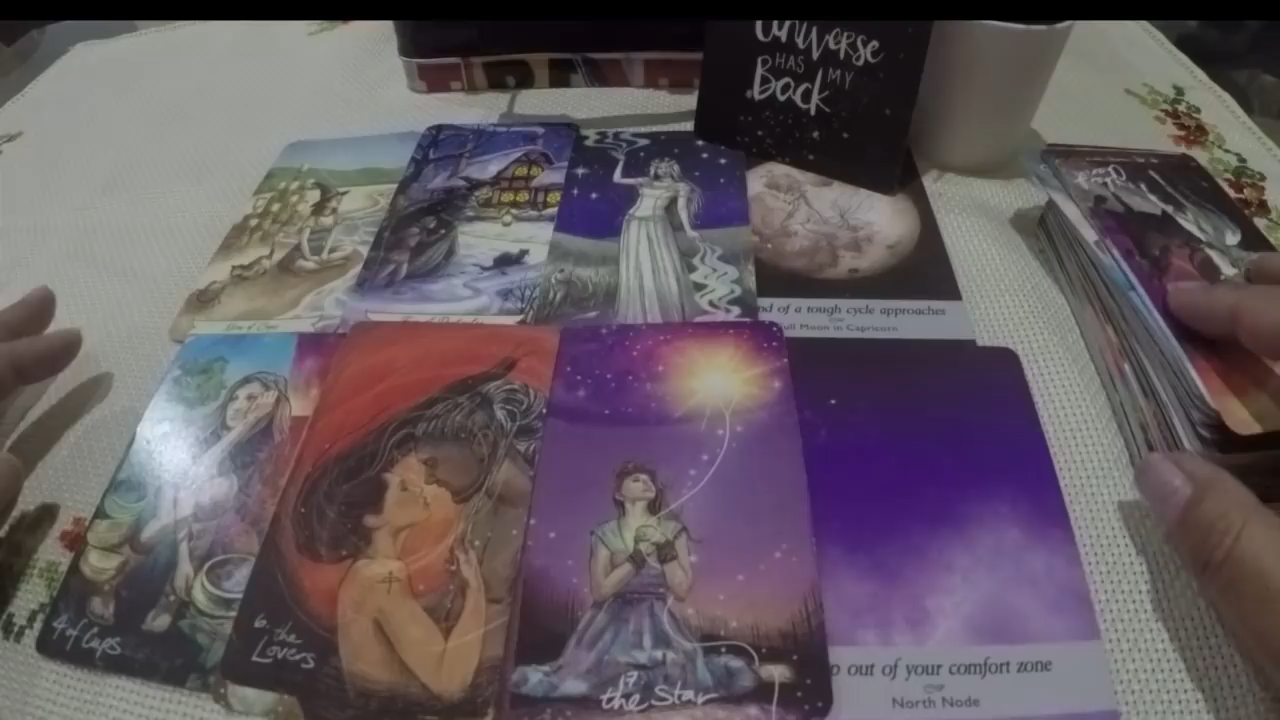 Universe
HAS MY
Back
nd of a tough cycle approaches
ull Moon in Capricorn
4 of Cups
6. the
Lovers
17
the Star
p out of your comfort zone
North Node